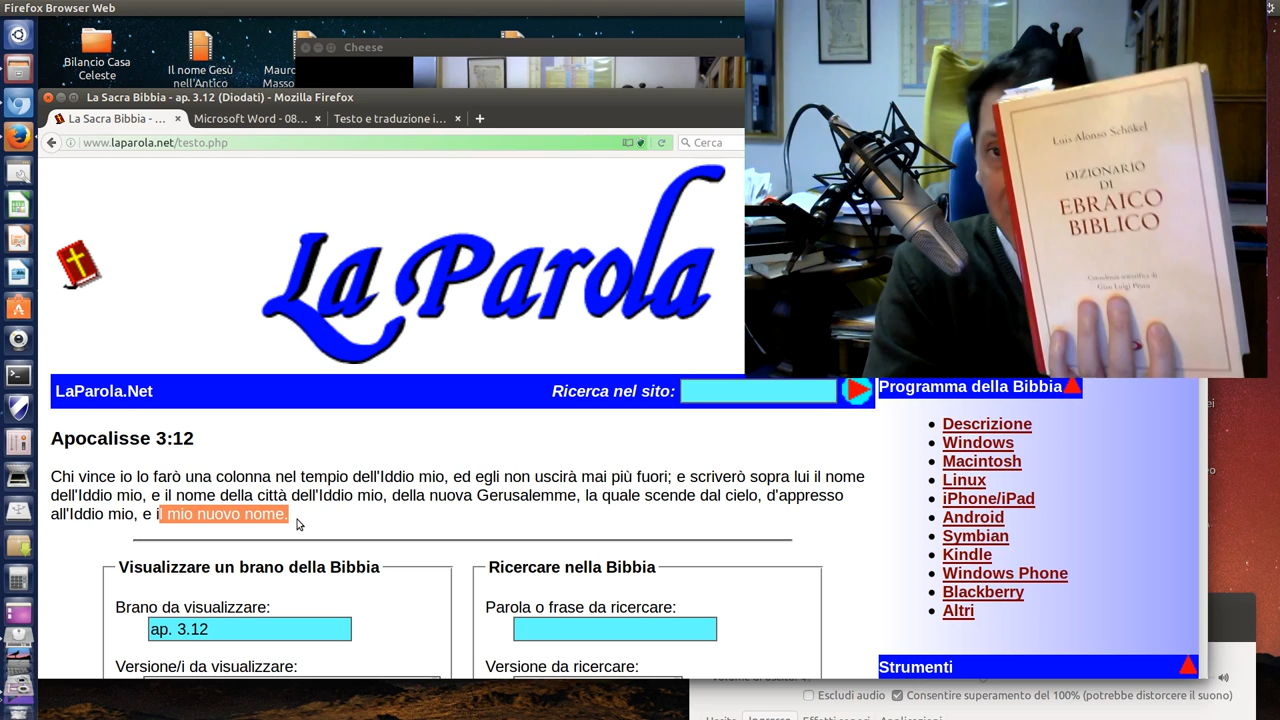 Firefox Browser Web
Bilancio Casa
Celeste
Il nome Gesù
nell'Antico
Mauro
Masso
Cheese
La Sacra Bibbia - ap. 3.12 (Diodati) - Mozilla Firefox
La Sacra Bibbia - ...
Microsoft Word - 08...
Testo e traduzione i...
www.laparola.net/testo.php
Cerca
Luis Alonso Schökel
DIZIONARIO
DI
EBRAICO
BIBLICO
Consulenza scientifica di
La Parola
LaParola.Net
Ricerca nel sito:
Programma della Bibbia
Apocalisse 3:12
Chi vince io lo farò una colonna nel tempio dell'Iddio mio, ed egli non uscirà mai più fuori; e scriverò sopra lui il nome
dell'Iddio mio, e il nome della città dell'Iddio mio, della nuova Gerusalemme, la quale scende dal cielo, d'appresso
all'Iddio mio, e il mio nuovo nome.
Descrizione
Windows
Macintosh
Linux
iPhone/iPad
Android
Symbian
Kindle
Windows Phone
Blackberry
Altri
Visualizzare un brano della Bibbia
Ricercare nella Bibbia
Brano da visualizzare:
Parola o frase da ricercare:
ap. 3.12
Versione/i da visualizzare:
Versione da ricercare:
Strumenti
Escludi audio
Consentire superamento del 100% (potrebbe distorcere il suono)